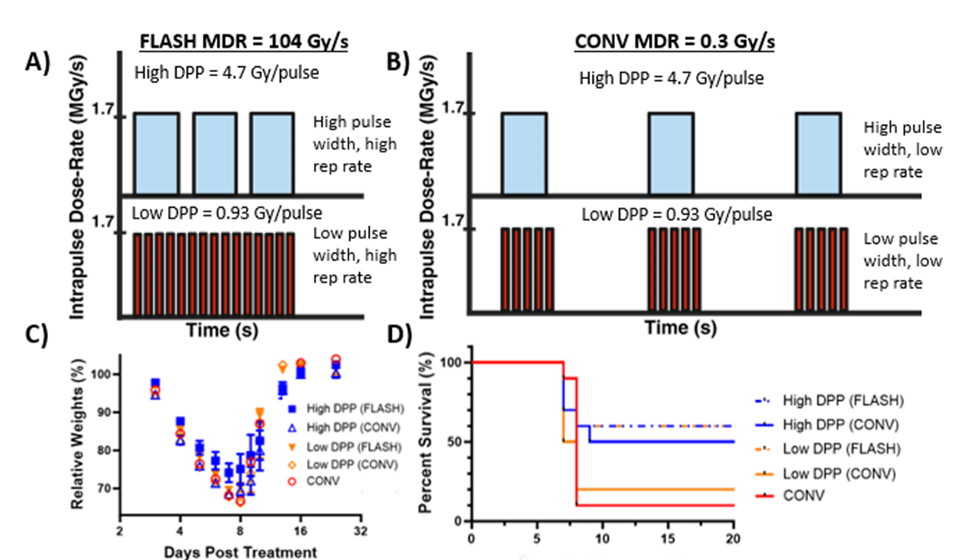 FLASH MDR = 104 Gy/s
CONV MDR = 0.3 Gy/s
A)
High DPP = 4.7 Gy/pulse
Intrapulse Dose-Rate (MGy/s)
1.7
High pulse
width, high
rep rate
Low DPP = 0.93 Gy/pulse
1.7
Low pulse
width, high
rep rate
Time (s)
B)
High DPP = 4.7 Gy/pulse
Intrapulse Dose-Rate (MGy/s)
1.7
High pulse
width, low
rep rate
Low DPP = 0.93 Gy/pulse
1.7
Low pulse
width, low
rep rate
Time (s)
C)
Relative Weights (%)
100
90
80
70
2 4 8 16 32
Days Post Treatment
High DPP (FLASH)
High DPP (CONV)
Low DPP (FLASH)
Low DPP (CONV)
CONV
D)
Percent Survival (%)
100
50
0
0 5 10 15 20
High DPP (FLASH)
High DPP (CONV)
Low DPP (FLASH)
Low DPP (CONV)
CONV